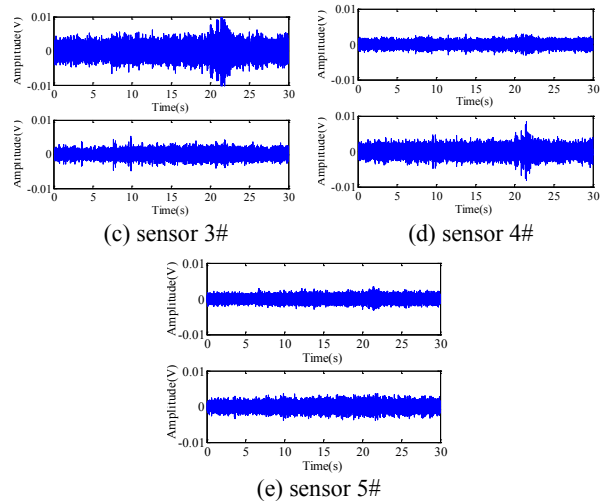 0.01 0.01
Amplitude(V) Amplitude(V)
0 0
-0.01 -0.01
0 5 10 15 20 25 30 0 5 10 15 20 25 30
Time(s) Time(s)
0.01 0.01
Amplitude(V) Amplitude(V)
0 0
-0.01 -0.01
0 5 10 15 20 25 30 0 5 10 15 20 25 30
Time(s) Time(s)
(c) sensor 3# (d) sensor 4#
0.01
Amplitude(V)
0
-0.01
0 5 10 15 20 25 30
Time(s)
0.01
Amplitude(V)
0
-0.01
0 5 10 15 20 25 30
Time(s)
(e) sensor 5#